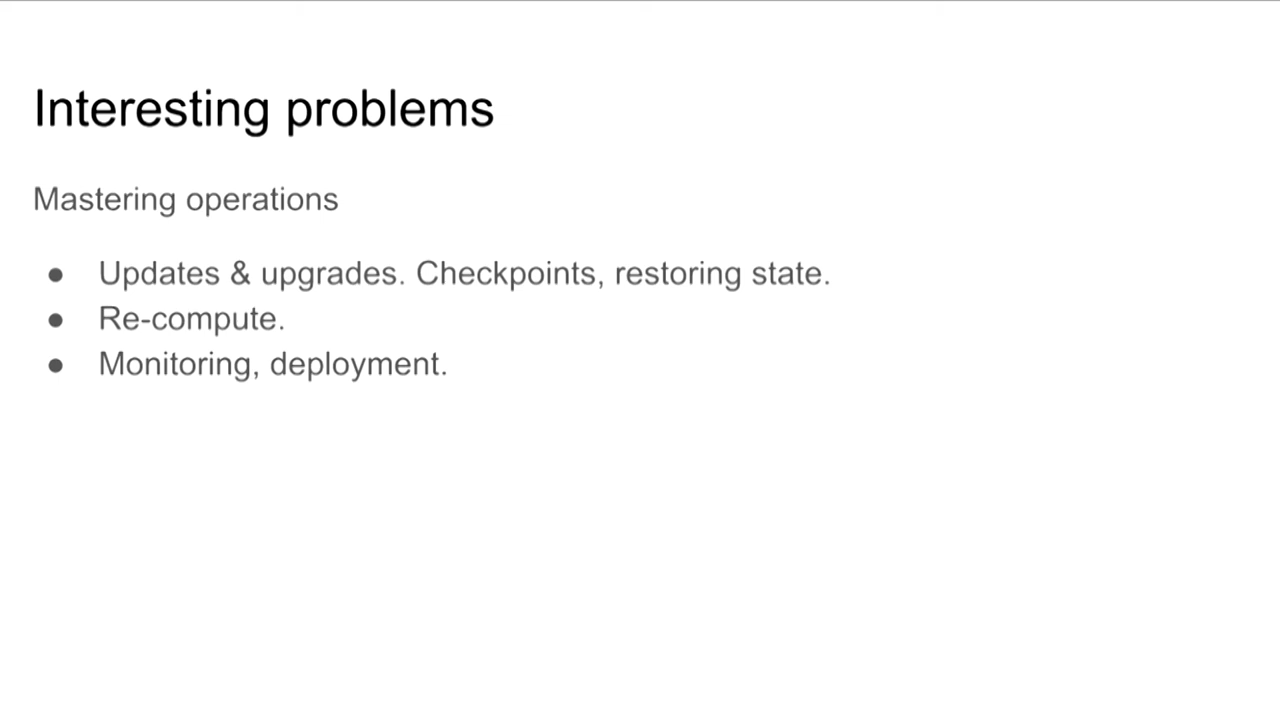 Interesting problems
Mastering operations
● Updates & upgrades. Checkpoints, restoring state.
● Re-compute.
● Monitoring, deployment.